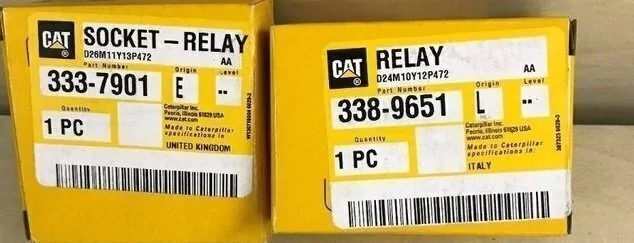 CAT
SOCKET-RELAY
D26M11Y13P472
AA
Part Number
333-7901
Origin
E
Level
--
Quantity
1 PC
Caterpillar Inc.
Peoria, Illinois 61629 USA
www.cat.com
Made to Caterpillar
specifications in:
UNITED KINGDOM
CAT
RELAY
D24M10Y12P472
AA
Part Number
338-9651
Origin
L
Level
--
Quantity
1 PC
Caterpillar Inc.
Peoria, Illinois 61629 USA
www.cat.com
Made to Caterpillar
specifications in:
ITALY